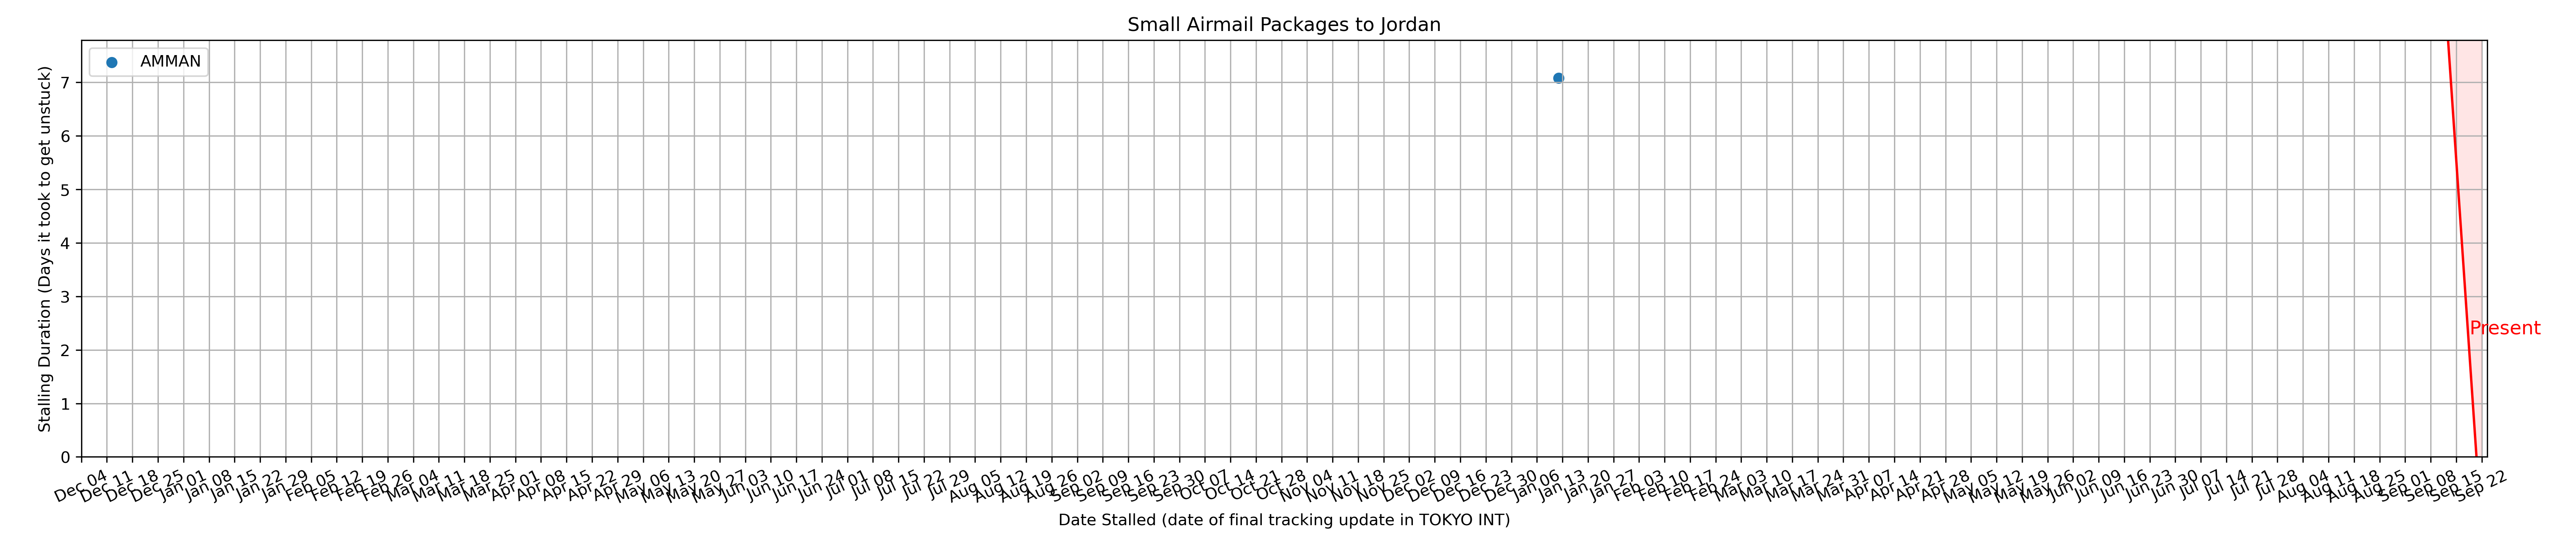 Small Airmail Packages to Jordan
AMMAN
Stalling Duration (Days it took to get unstuck)
7
6
5
4
3
2
1
0
Present
Dec 04
Dec 11
Dec 18
Dec 25
Jan 01
Jan 08
Jan 15
Jan 22
Jan 29
Feb 05
Feb 12
Feb 19
Feb 26
Mar 04
Mar 11
Mar 18
Mar 25
Apr 01
Apr 08
Apr 15
Apr 22
Apr 29
May 06
May 13
May 20
May 27
Jun 03
Jun 10
Jun 17
Jun 24
Jul 01
Jul 08
Jul 15
Jul 22
Jul 29
Aug 05
Aug 12
Aug 19
Aug 26
Sep 02
Sep 09
Sep 16
Sep 23
Sep 30
Oct 07
Oct 14
Oct 21
Oct 28
Nov 04
Nov 11
Nov 18
Nov 25
Dec 02
Dec 09
Dec 16
Dec 23
Dec 30
Jan 06
Jan 13
Jan 20
Jan 27
Feb 03
Feb 10
Feb 17
Feb 24
Mar 03
Mar 10
Mar 17
Mar 24
Mar 31
Apr 07
Apr 14
Apr 21
Apr 28
May 05
May 12
May 19
May 26
Jun 02
Jun 09
Jun 16
Jun 23
Jun 30
Jul 07
Jul 14
Jul 21
Jul 28
Aug 04
Aug 11
Aug 18
Aug 25
Sep 01
Sep 08
Sep 15
Sep 22
Date Stalled (date of final tracking update in TOKYO INT)